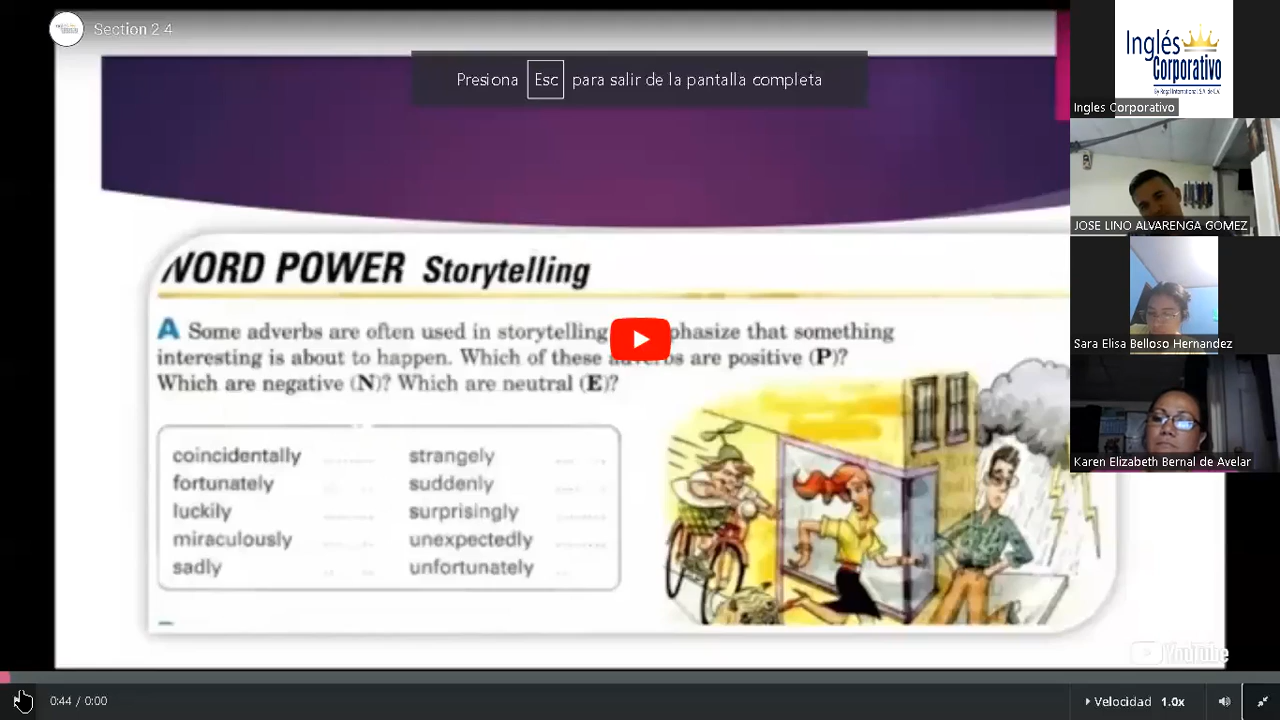 Section 2 4
Presiona Esc para salir de la pantalla completa
WORD POWER Storytelling
A Some adverbs are often used in storytelling phasize that something
interesting is about to happen. Which of these adverbs are positive (P)?
Which are negative (N)? Which are neutral (E)?
coincidentally strangely
fortunately suddenly
luckily surprisingly
miraculously unexpectedly
sadly unfortunately
YouTube
0:44 / 0:00
Velocidad 1.0x
Inglés
Corporativo
Ingles Corporativo
JOSE LINO ALVARENGA GOMEZ
Sara Elisa Belloso Hernandez
Karen Elizabeth Bernal de Avelar